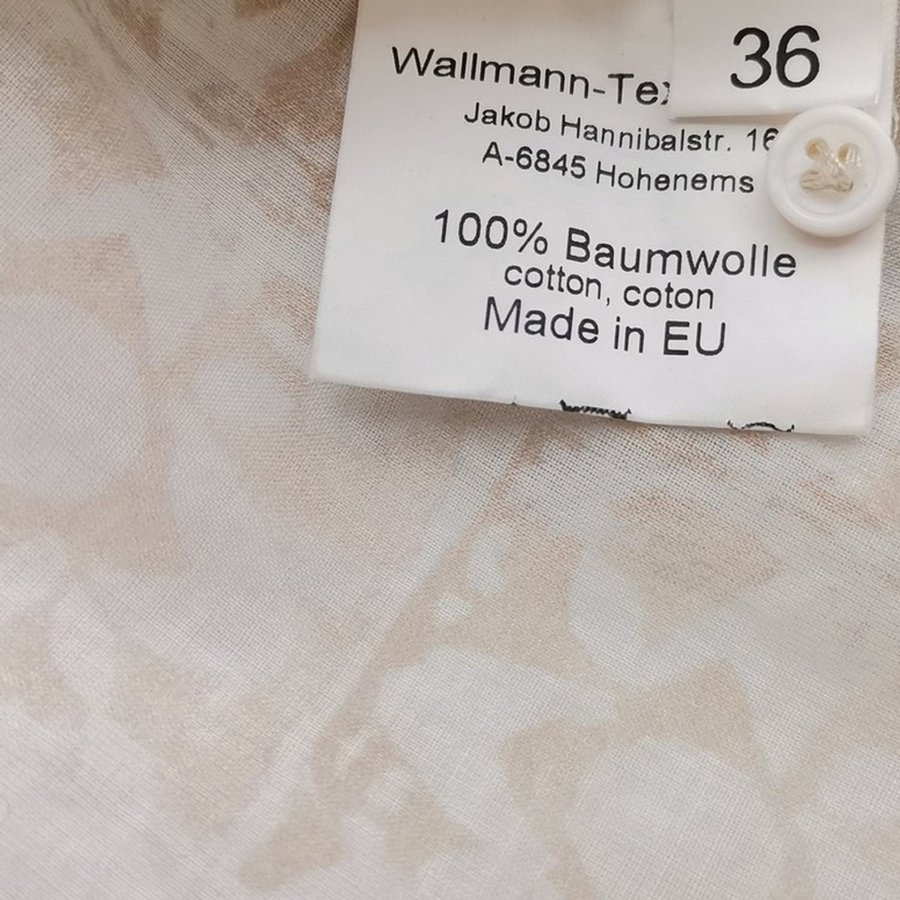 36
Wallmann-Tex
Jakob Hannibalstr. 16
A-6845 Hohenems
100% Baumwolle
cotton, coton
Made in EU